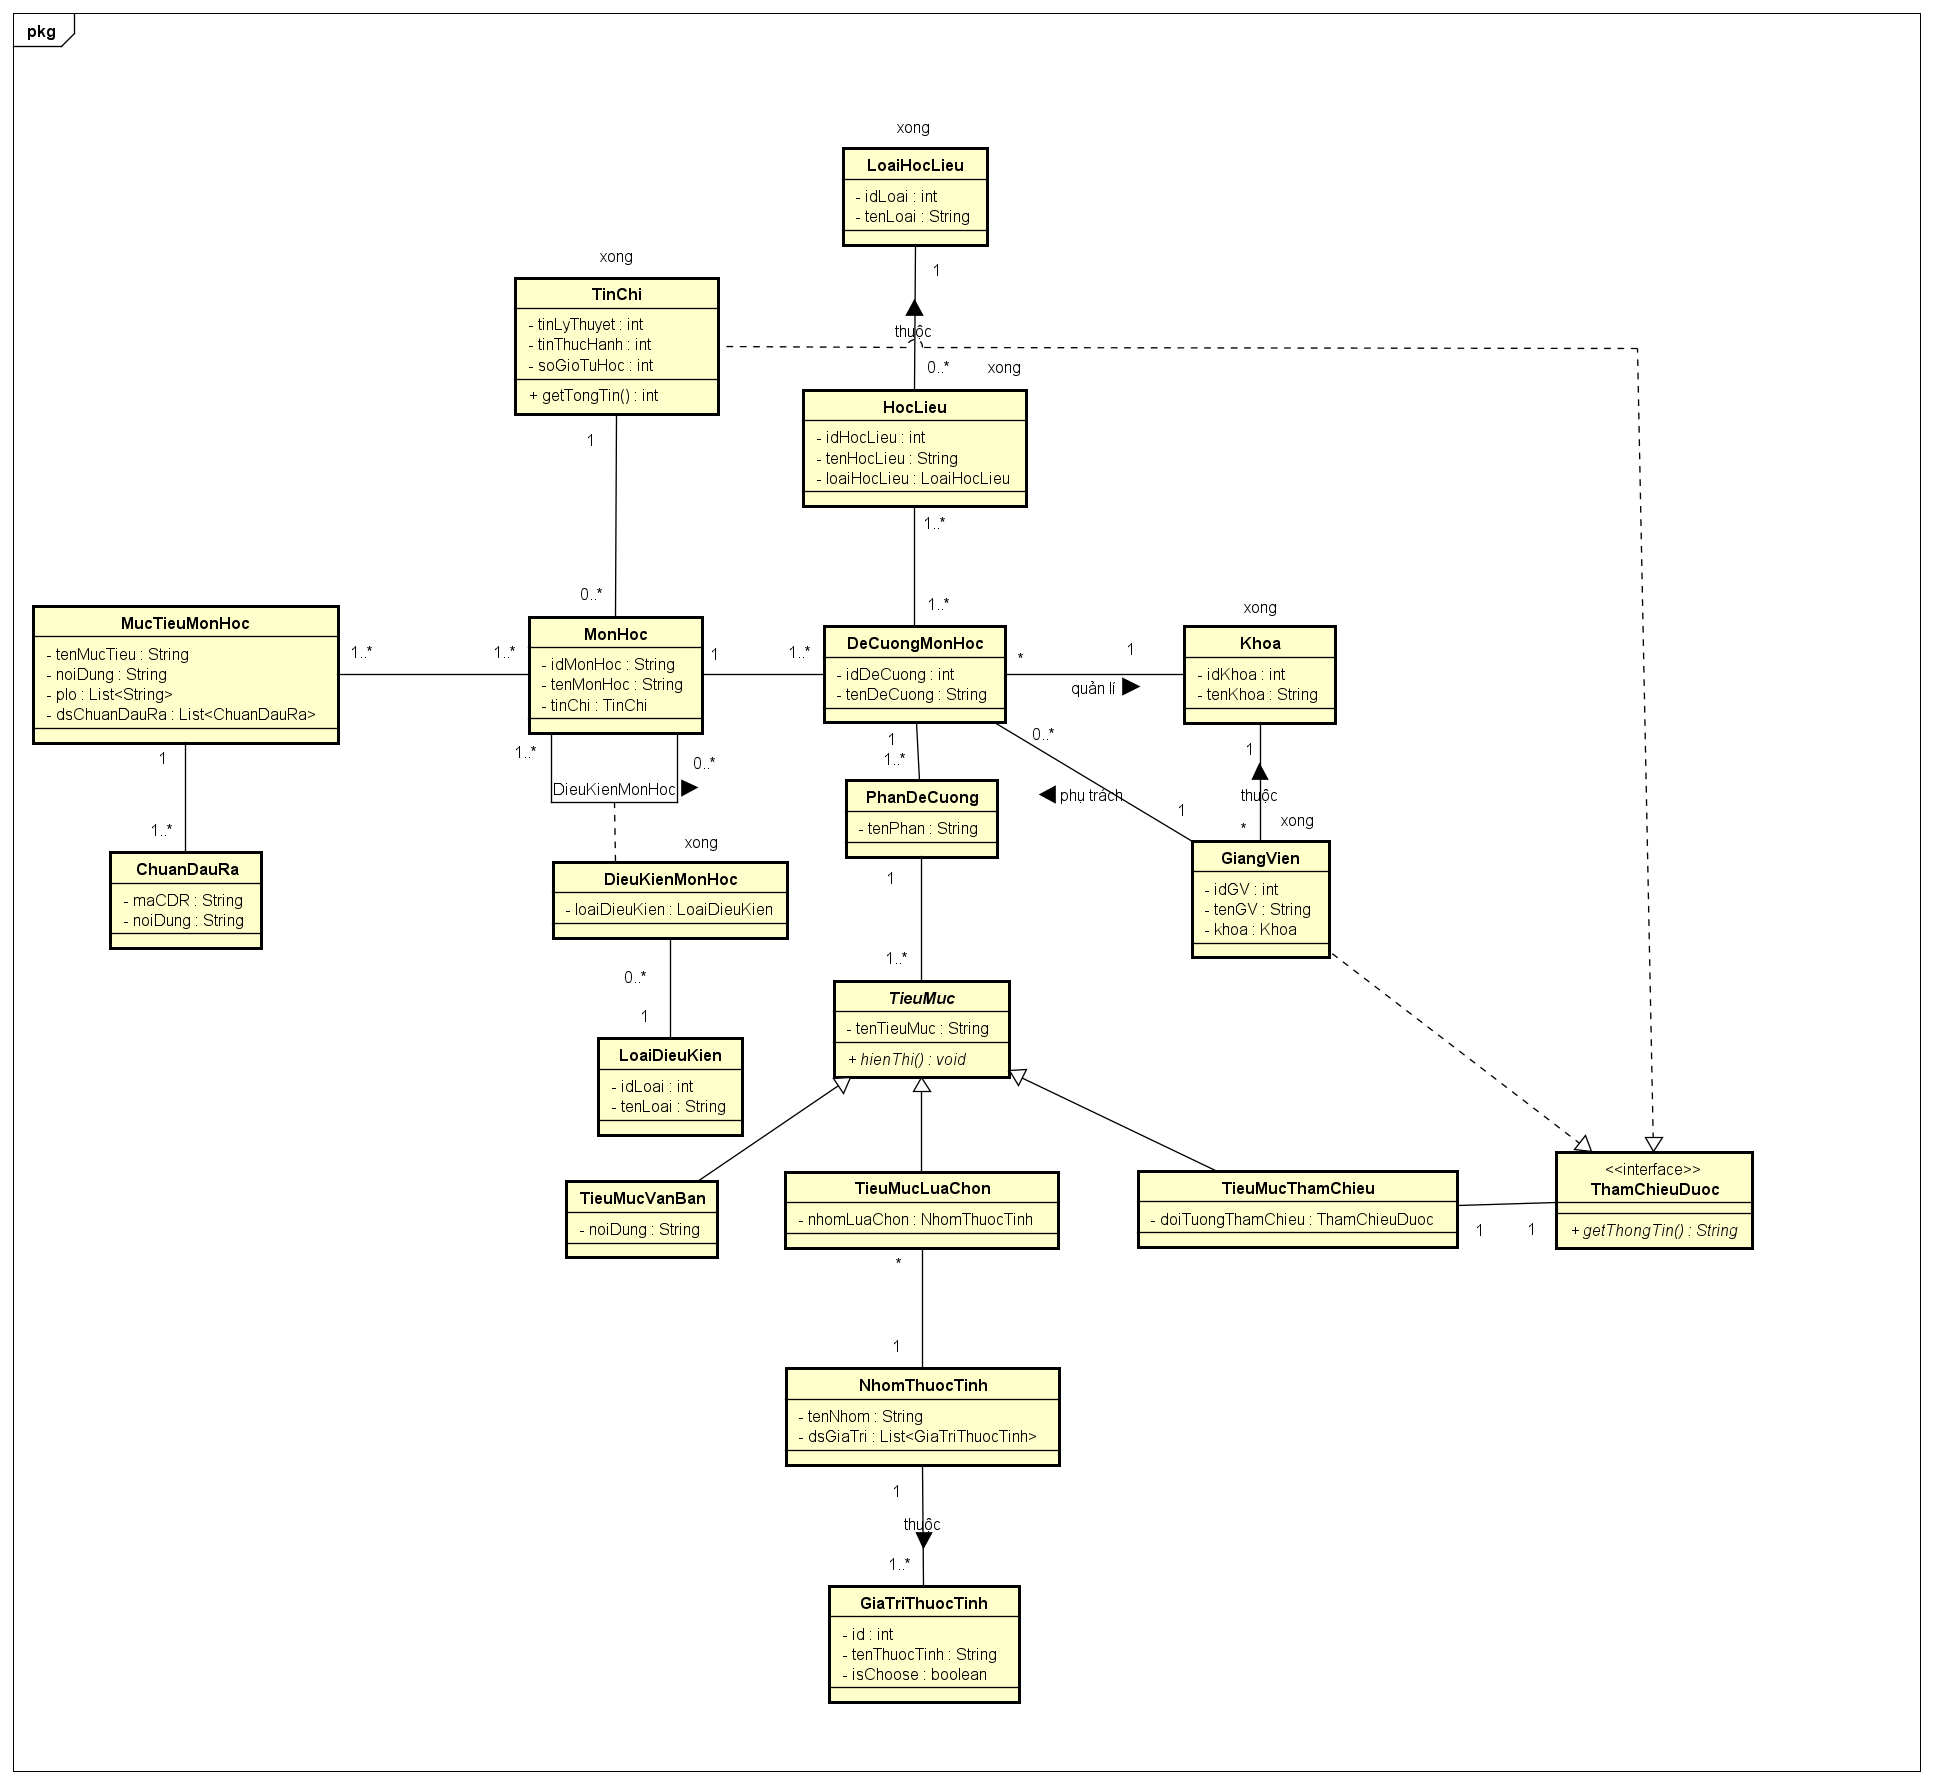 pkg
xong
LoaiHocLieu
- idLoai : int
- tenLoai : String
1
thuộc
0..*
xong
TinChi
- tinLyThuyet : int
- tinThucHanh : int
- soGioTuHoc : int
+ getTongTin() : int
1
0..*
xong
HocLieu
- idHocLieu : int
- tenHocLieu : String
- loaiHocLieu : LoaiHocLieu
1..*
1..*
MucTieuMonHoc
- tenMucTieu : String
- noiDung : String
- plo : List<String>
- dsChuanDauRa : List<ChuanDauRa>
1..*
1..*
1
1..*
ChuanDauRa
- maCDR : String
- noiDung : String
MonHoc
- idMonHoc : String
- tenMonHoc : String
- tinChi : TinChi
1
1..*
1..*
0..*
DieuKienMonHoc
xong
DieuKienMonHoc
- loaiDieuKien : LoaiDieuKien
0..*
1
LoaiDieuKien
- idLoai : int
- tenLoai : String
DeCuongMonHoc
- idDeCuong : int
- tenDeCuong : String
*
1
quản lí
xong
Khoa
- idKhoa : int
- tenKhoa : String
1
thuộc
*
xong
0..*
phụ trách
1
GiangVien
- idGV : int
- tenGV : String
- khoa : Khoa
1
1..*
PhanDeCuong
- tenPhan : String
1
1..*
TieuMuc
- tenTieuMuc : String
+ hienThi() : void
TieuMucVanBan
- noiDung : String
TieuMucLuaChon
- nhomLuaChon : NhomThuocTinh
TieuMucThamChieu
- doiTuongThamChieu : ThamChieuDuoc
1
1
<<interface>>
ThamChieuDuoc
+ getThongTin() : String
*
1
NhomThuocTinh
- tenNhom : String
- dsGiaTri : List<GiaTriThuocTinh>
1
thuộc
1..*
GiaTriThuocTinh
- id : int
- tenThuocTinh : String
- isChoose : boolean